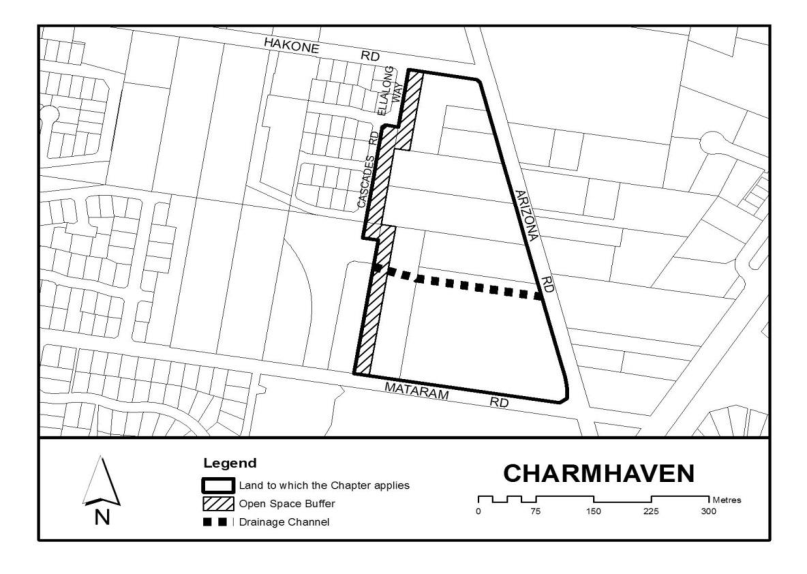 HAKONE RD
ELLALONG
WAY
CASCADES RD
ARIZONA RD
MATARAM RD
N
Legend
Land to which the Chapter applies
Open Space Buffer
Drainage Channel
CHARMHAVEN
0 75 150 225 300 Metres